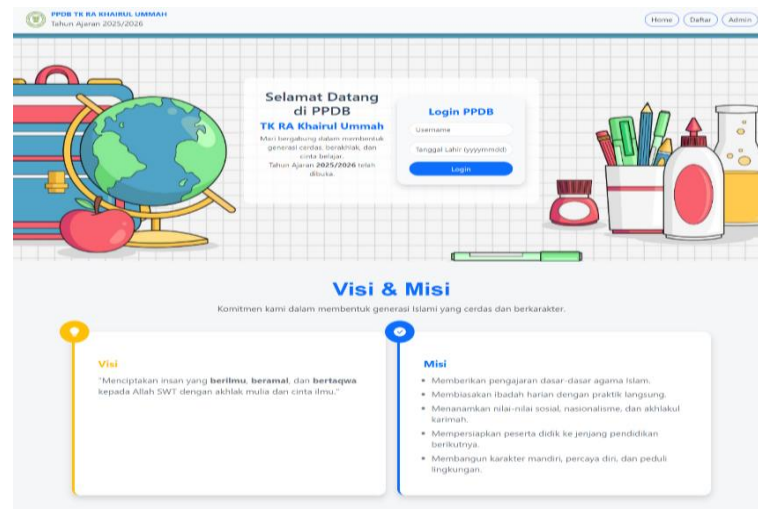 PPDB TK RA KHAIRUL UMMAH
Tahun Ajaran 2025/2026
Home
Daftar
Admin
Selamat Datang
di PPDB
TK RA Khairul Ummah
Mari bergabung dalam membentuk
generasi cerdas, berakhlak, dan
cinta belajar.
Tahun Ajaran 2025/2026 telah
dibuka.
Login PPDB
Username
Tanggal Lahir (yyyymmdd)
Login
Visi & Misi
Komitmen kami dalam membentuk generasi Islami yang cerdas dan berkarakter.
Visi
"Menciptakan insan yang berilmu, beramal, dan bertaqwa
kepada Allah SWT dengan akhlak mulia dan cinta ilmu."
Misi
• Memberikan pengajaran dasar-dasar agama Islam.
• Membiasakan ibadah harian dengan praktik langsung.
• Menanamkan nilai-nilai sosial, nasionalisme, dan akhlakul
karimah.
• Mempersiapkan peserta didik ke jenjang pendidikan
berikutnya.
• Membangun karakter mandiri, percaya diri, dan peduli
lingkungan.